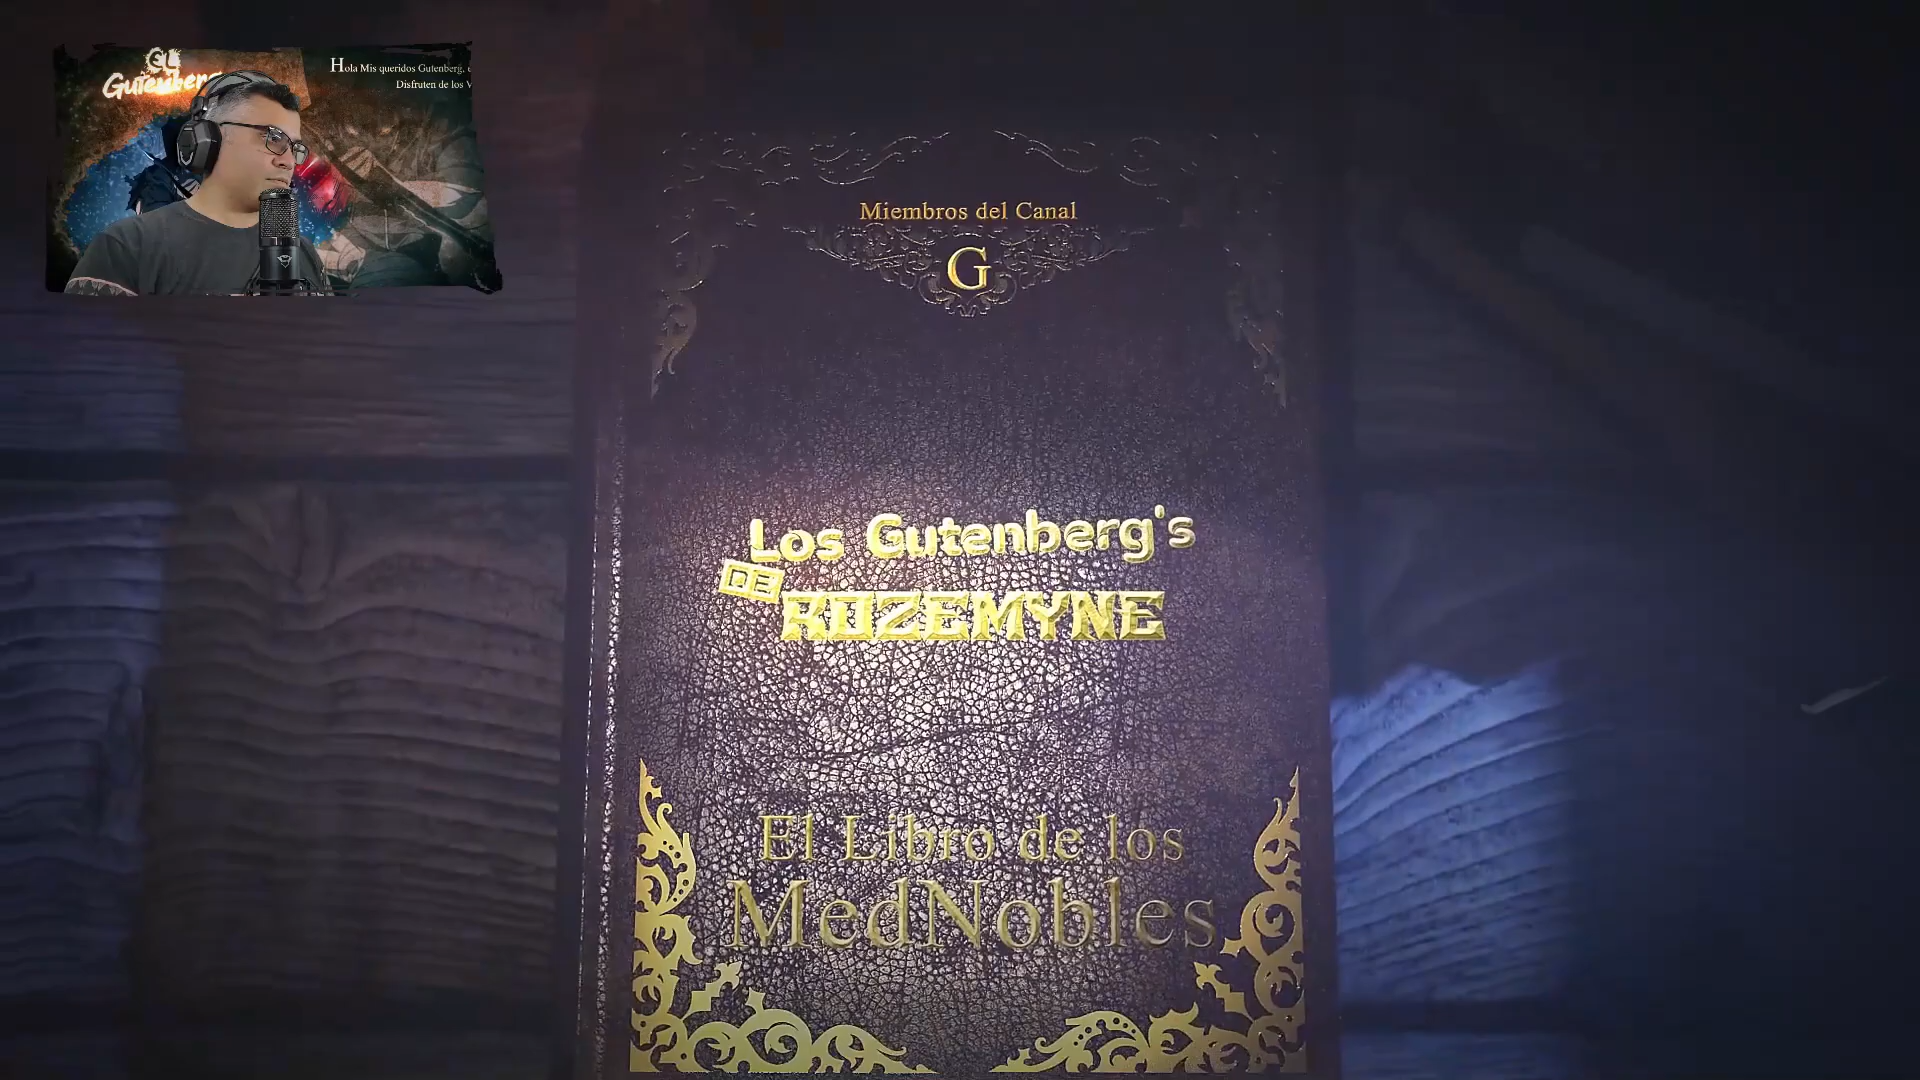 EL
Gutenberg
Hola Mis queridos Gutenberg,
Disfruten de los V
Miembros del Canal
G
Los Gutenberg's
DE
ROZEMYNE
El Libro de los
MedNobles